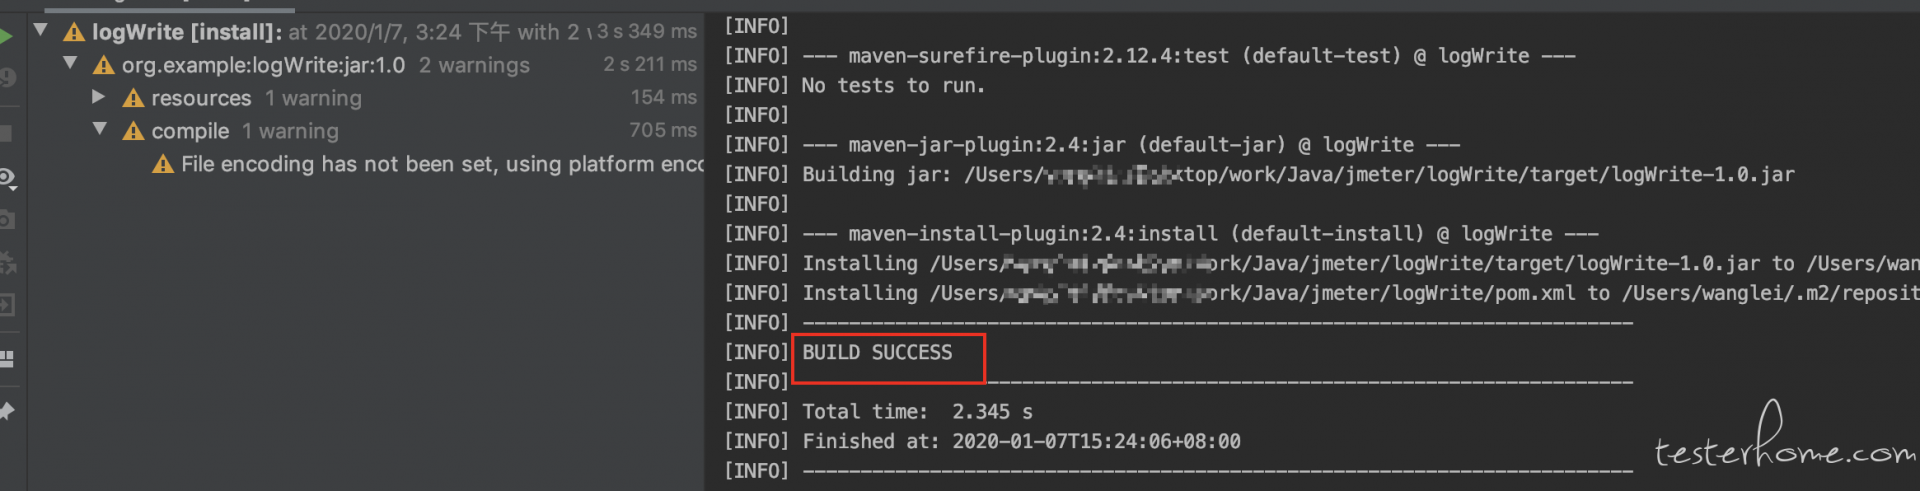 logWrite [install]: at 2020/1/7, 3:24 下午 with 2 3 s 349 ms
org.example:logWrite:jar:1.0 2 warnings 2 s 211 ms
resources 1 warning 154 ms
compile 1 warning 705 ms
File encoding has not been set, using platform enco
[INFO]
[INFO] --- maven-surefire-plugin:2.12.4:test (default-test) @ logWrite ---
[INFO] No tests to run.
[INFO]
[INFO] --- maven-jar-plugin:2.4:jar (default-jar) @ logWrite ---
[INFO] Building jar: /Users/ ktop/work/Java/jmeter/logWrite/target/logWrite-1.0.jar
[INFO]
[INFO] --- maven-install-plugin:2.4:install (default-install) @ logWrite ---
[INFO] Installing /Users/ ork/Java/jmeter/logWrite/target/logWrite-1.0.jar to /Users/wan
[INFO] Installing /Users/ ork/Java/jmeter/logWrite/pom.xml to /Users/wanglei/.m2/reposit
[INFO] ------------------------------------------------------------------------
[INFO] BUILD SUCCESS
[INFO] ------------------------------------------------------------------------
[INFO] Total time:  2.345 s
[INFO] Finished at: 2020-01-07T15:24:06+08:00
[INFO] ------------------------------------------------------------------------
testerhome.com